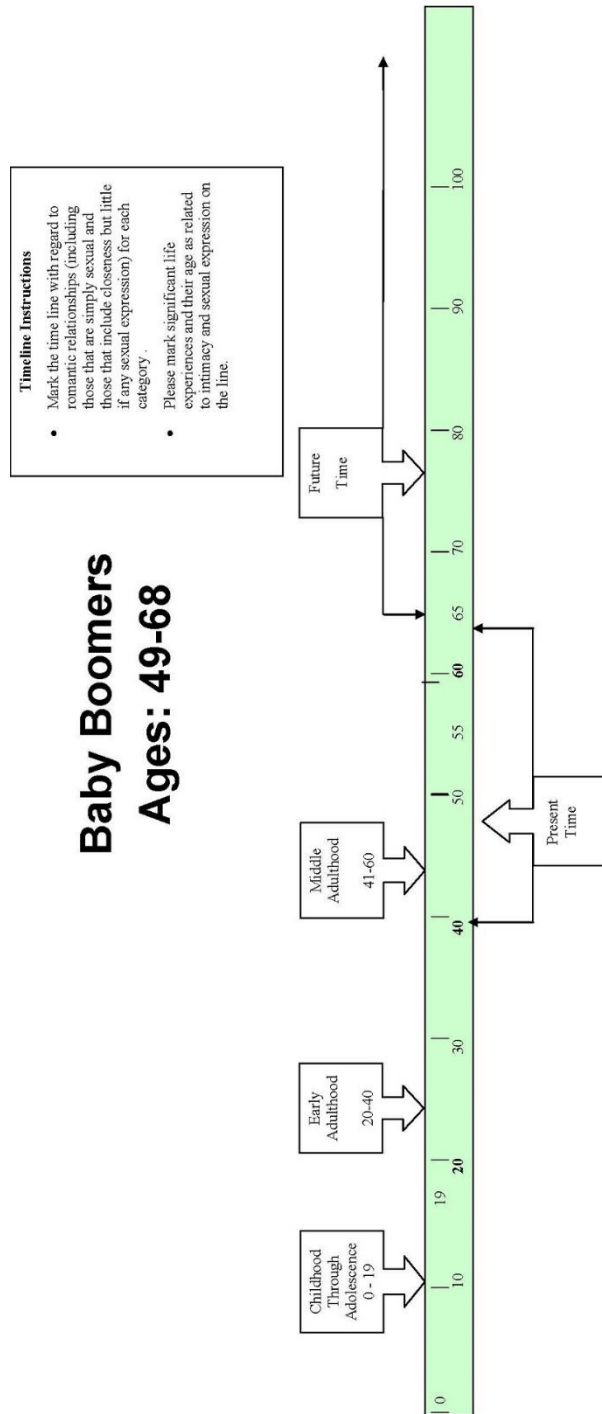 Baby Boomers
Ages: 49-68
Timeline Instructions
• Mark the time line with regard to
romantic relationships (including
those that are simply sexual and
those that include closeness but little
if any sexual expression) for each
category .
• Please mark significant life
experiences and their age as related
to intimacy and sexual expression on
the line.
Childhood
Through
Adolescence
0 - 19
Early
Adulthood
20-40
Middle
Adulthood
41-60
Future
Time
0
10
19
20
30
40
50
55
60
65
70
80
90
100
Present
Time